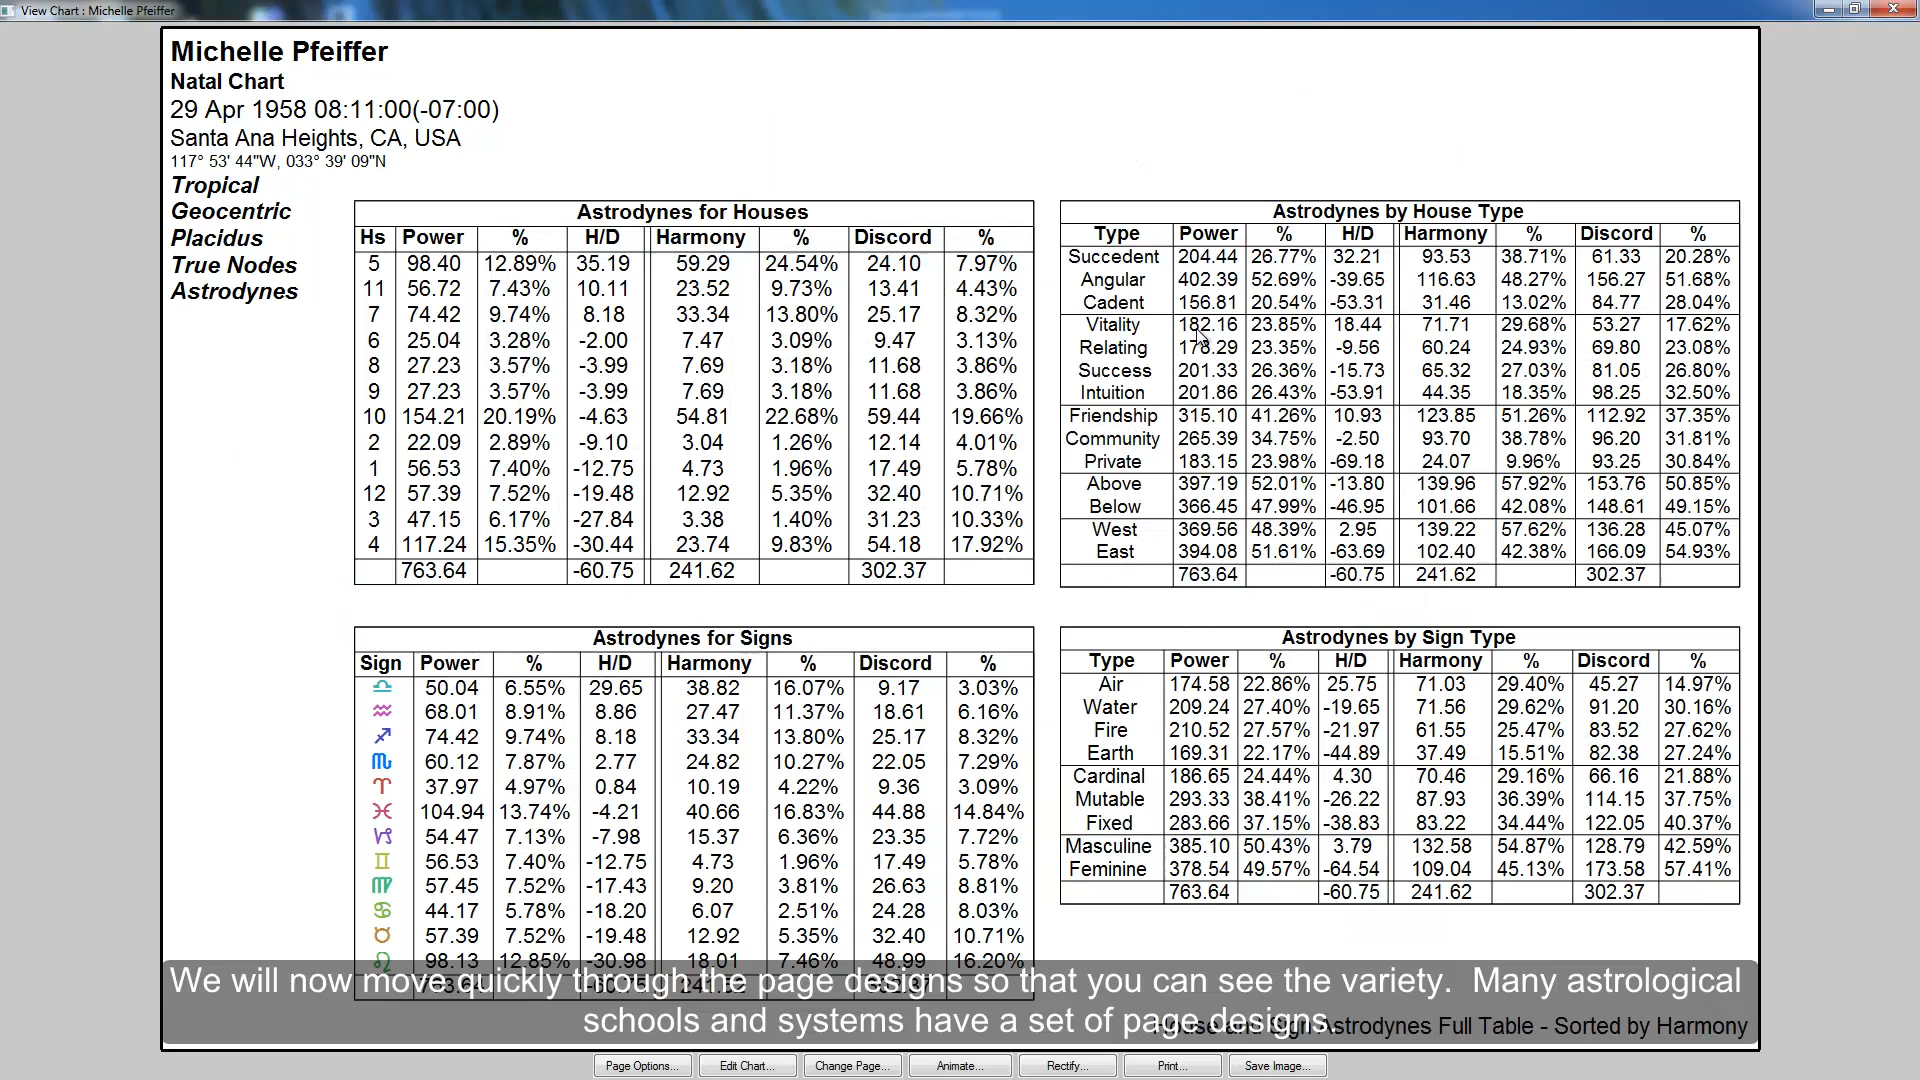 View Chart : Michelle Pfeiffer
Michelle Pfeiffer
Natal Chart
29 Apr 1958 08:11:00(-07:00)
Santa Ana Heights, CA, USA
117° 53' 44"W, 033° 39' 09"N
Tropical
Geocentric
Placidus
True Nodes
Astrodynes
Astrodynes for Houses
Hs Power % H/D Harmony % Discord %
5 98.40 12.89% 35.19 59.29 24.54% 24.10 7.97%
11 56.72 7.43% 10.11 23.52 9.73% 13.41 4.43%
7 74.42 9.74% 8.18 33.34 13.80% 25.17 8.32%
6 25.04 3.28% -2.00 7.47 3.09% 9.47 3.13%
8 27.23 3.57% -3.99 7.69 3.18% 11.68 3.86%
9 27.23 3.57% -3.99 7.69 3.18% 11.68 3.86%
10 154.21 20.19% -4.63 54.81 22.68% 59.44 19.66%
2 22.09 2.89% -9.10 3.04 1.26% 12.14 4.01%
1 56.53 7.40% -12.75 4.73 1.96% 17.49 5.78%
12 57.39 7.52% -19.48 12.92 5.35% 32.40 10.71%
3 47.15 6.17% -27.84 3.38 1.40% 31.23 10.33%
4 117.24 15.35% -30.44 23.74 9.83% 54.18 17.92%
763.64 -60.75 241.62 302.37
Astrodynes by House Type
Type Power % H/D Harmony % Discord %
Succedent 204.44 26.77% 32.21 93.53 38.71% 61.33 20.28%
Angular 402.39 52.69% -39.65 116.63 48.27% 156.27 51.68%
Cadent 156.81 20.54% -53.31 31.46 13.02% 84.77 28.04%
Vitality 182.16 23.85% 18.44 71.71 29.68% 53.27 17.62%
Relating 178.29 23.35% -9.56 60.24 24.93% 69.80 23.08%
Success 201.33 26.36% -15.73 65.32 27.03% 81.05 26.80%
Intuition 201.86 26.43% -53.91 44.35 18.35% 98.25 32.50%
Friendship 315.10 41.26% 10.93 123.85 51.26% 112.92 37.35%
Community 265.39 34.75% -2.50 93.70 38.78% 96.20 31.81%
Private 183.15 23.98% -69.18 24.07 9.96% 93.25 30.84%
Above 397.19 52.01% -13.80 139.96 57.92% 153.76 50.85%
Below 366.45 47.99% -46.95 101.66 42.08% 148.61 49.15%
West 369.56 48.39% 2.95 139.22 57.62% 136.28 45.07%
East 394.08 51.61% -63.69 102.40 42.38% 166.09 54.93%
763.64 -60.75 241.62 302.37
Astrodynes for Signs
Sign Power % H/D Harmony % Discord %
♎ 50.04 6.55% 29.65 38.82 16.07% 9.17 3.03%
♒ 68.01 8.91% 8.86 27.47 11.37% 18.61 6.16%
♐ 74.42 9.74% 8.18 33.34 13.80% 25.17 8.32%
♏ 60.12 7.87% 2.77 24.82 10.27% 22.05 7.29%
♈ 37.97 4.97% 0.84 10.19 4.22% 9.36 3.09%
♓ 104.94 13.74% -4.21 40.66 16.83% 44.88 14.84%
♑ 54.47 7.13% -7.98 15.37 6.36% 23.35 7.72%
♊ 56.53 7.40% -12.75 4.73 1.96% 17.49 5.78%
♍ 57.45 7.52% -17.43 9.20 3.81% 26.63 8.81%
♋ 44.17 5.78% -18.20 6.07 2.51% 24.28 8.03%
♉ 57.39 7.52% -19.48 12.92 5.35% 32.40 10.71%
♌ 98.13 12.85% -30.98 18.01 7.46% 48.99 16.20%
Astrodynes by Sign Type
Type Power % H/D Harmony % Discord %
Air 174.58 22.86% 25.75 71.03 29.40% 45.27 14.97%
Water 209.24 27.40% -19.65 71.56 29.62% 91.20 30.16%
Fire 210.52 27.57% -21.97 61.55 25.47% 83.52 27.62%
Earth 169.31 22.17% -44.89 37.49 15.51% 82.38 27.24%
Cardinal 186.65 24.44% 4.30 70.46 29.16% 66.16 21.88%
Mutable 293.33 38.41% -26.22 87.93 36.39% 114.15 37.75%
Fixed 283.66 37.15% -38.83 83.22 34.44% 122.05 40.37%
Masculine 385.10 50.43% 3.79 132.58 54.87% 128.79 42.59%
Feminine 378.54 49.57% -64.54 109.04 45.13% 173.58 57.41%
763.64 -60.75 241.62 302.37
We will now move quickly through the page designs so that you can see the variety. Many astrological
schools and systems have a set of page designs.
House and Sign Astrodynes Full Table - Sorted by Harmony
Page Options... Edit Chart... Change Page... Animate... Rectify... Print... Save Image...